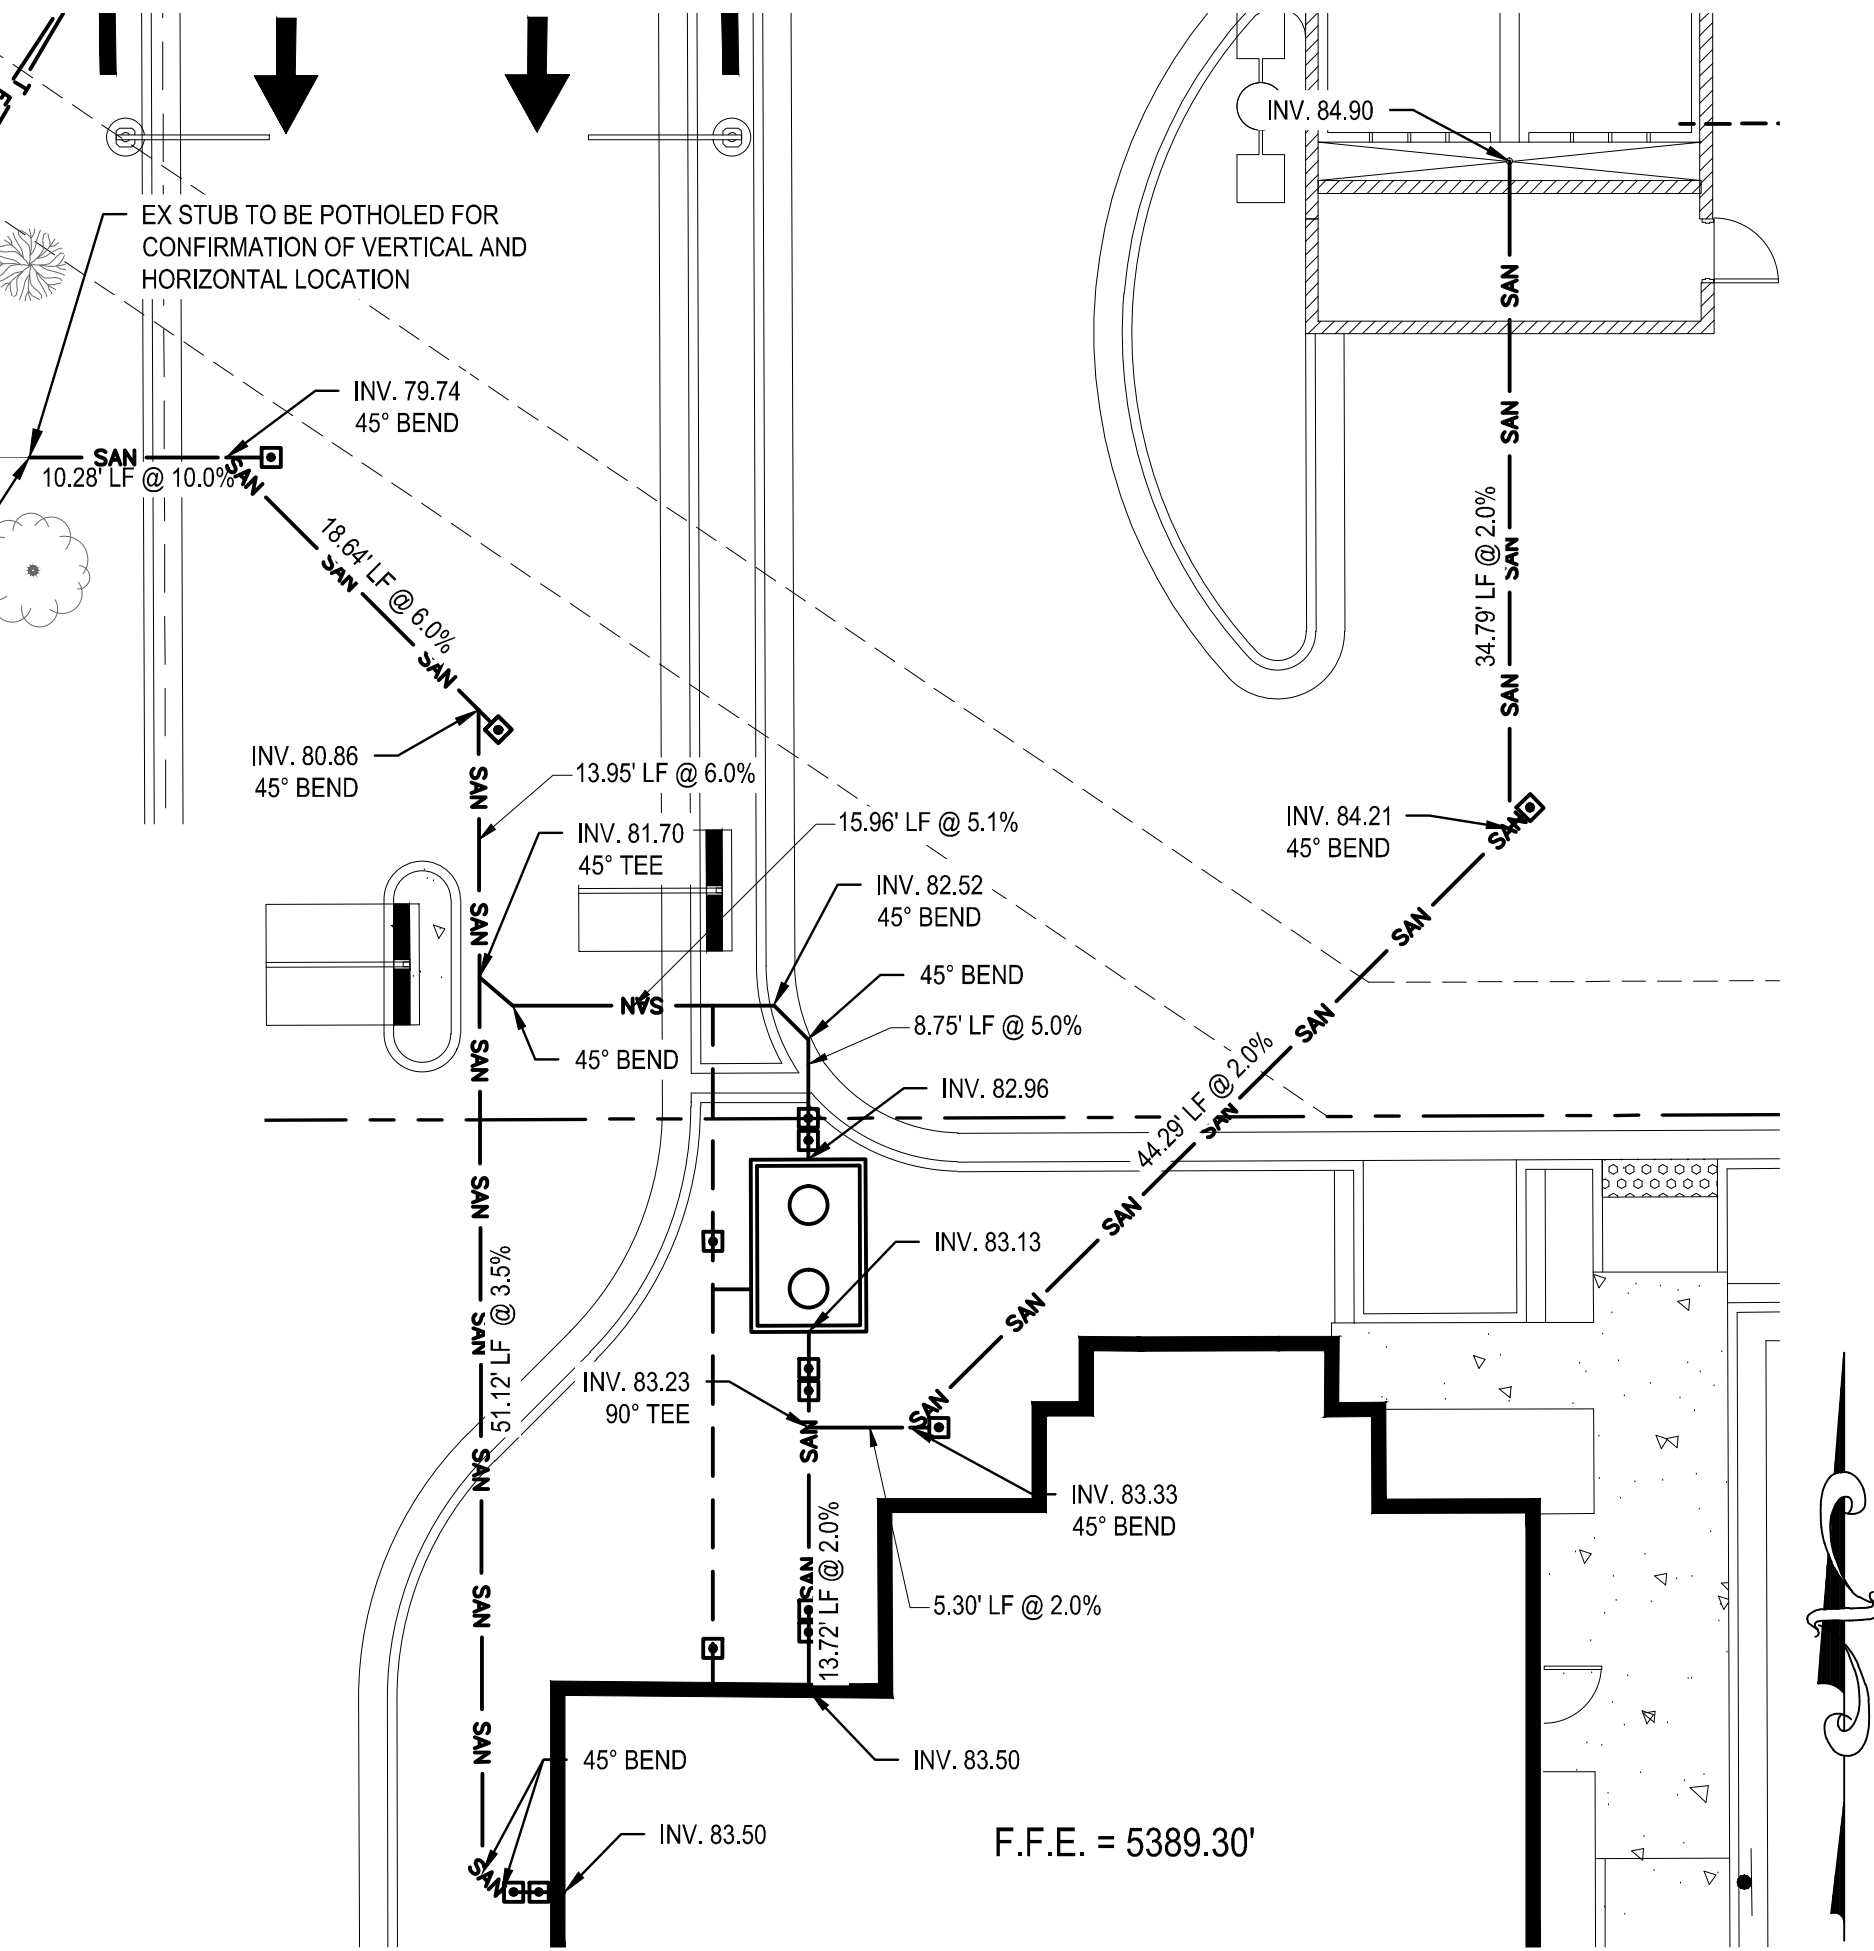 INV. 84.90
EX STUB TO BE POTHOLED FOR
CONFIRMATION OF VERTICAL AND
HORIZONTAL LOCATION
SAN
INV. 79.74
45° BEND
SAN
SAN
10.28' LF @ 10.0%
SAN
18.64' LF @ 6.0%
SAN
SAN
34.79' LF @ 2.0%
SAN
SAN
INV. 80.86
45° BEND
SAN
13.95' LF @ 6.0%
15.96' LF @ 5.1%
INV. 84.21
45° BEND
SAN
INV. 81.70
45° TEE
INV. 82.52
45° BEND
SAN
SAN
45° BEND
SAN
SAN
8.75' LF @ 5.0%
45° BEND
SAN
INV. 82.96
44.29' LF @ 2.0%
SAN
SAN
SAN
INV. 83.13
51.12' LF @ 3.5%
SAN
SAN
INV. 83.23
90° TEE
SAN
SAN
SAN
INV. 83.33
45° BEND
13.72' LF @ 2.0%
SAN
SAN
5.30' LF @ 2.0%
SAN
45° BEND
INV. 83.50
INV. 83.50
F.F.E. = 5389.30'
SAN